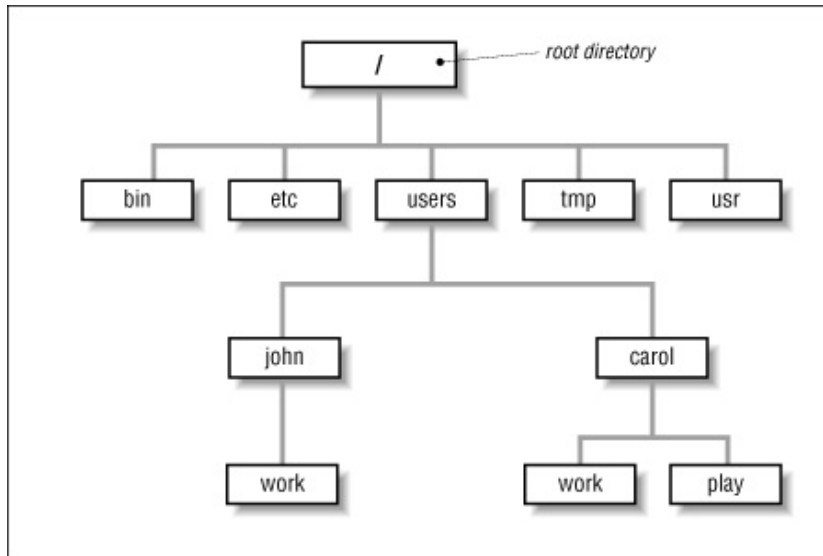 /
root directory
bin etc users tmp usr
john carol
work work play